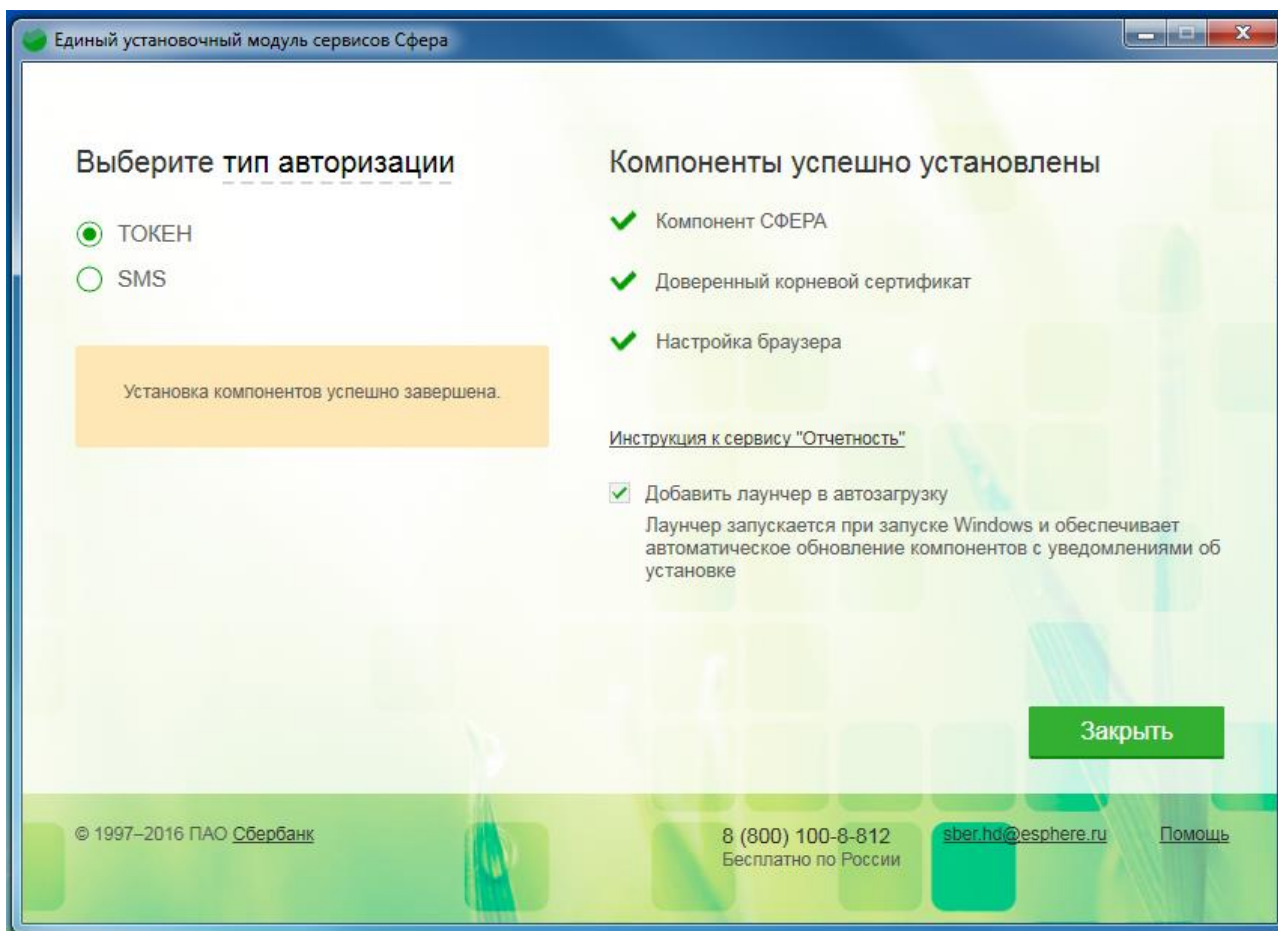 Единый установочный модуль сервисов Сфера
Выберите тип авторизации
ТОКЕН
SMS
Установка компонентов успешно завершена.
Компоненты успешно установлены
Компонент СФЕРА
Доверенный корневой сертификат
Настройка браузера
Инструкция к сервису "Отчетность"
Добавить лаунчер в автозагрузку
Лаунчер запускается при запуске Windows и обеспечивает
автоматическое обновление компонентов с уведомлениями об
установке
Закрыть
© 1997–2016 ПАО Сбербанк
8 (800) 100-8-812
Бесплатно по России
sber.hd@esphere.ru
Помощь